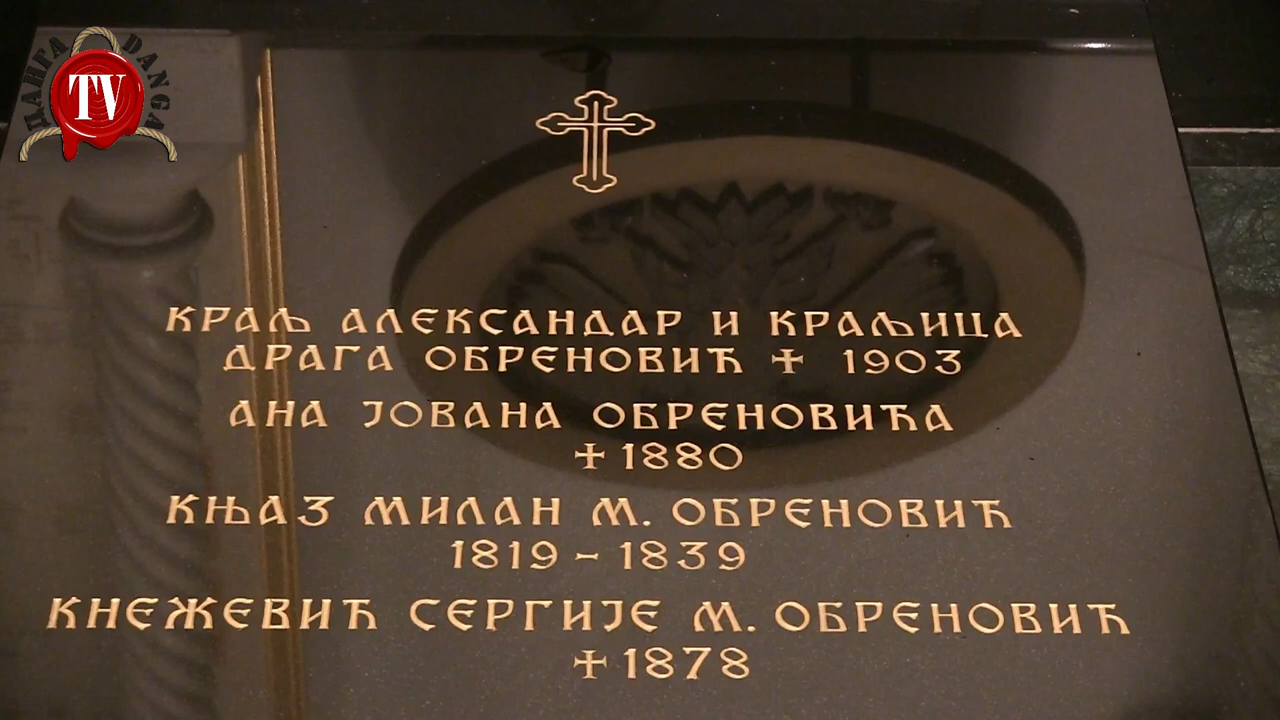 ДАНГА TV DANGA
КРАЉ АЛЕКСАНДАР И КРАЉИЦА
ДРАГА ОБРЕНОВИЋ ✝ 1903
АНА ЈОВАНА ОБРЕНОВИЋА
✝ 1880
КЊАЗ МИЛАН М. ОБРЕНОВИЋ
1819 - 1839
КНЕЖЕВИЋ СЕРГИЈЕ М. ОБРЕНОВИЋ
✝ 1878